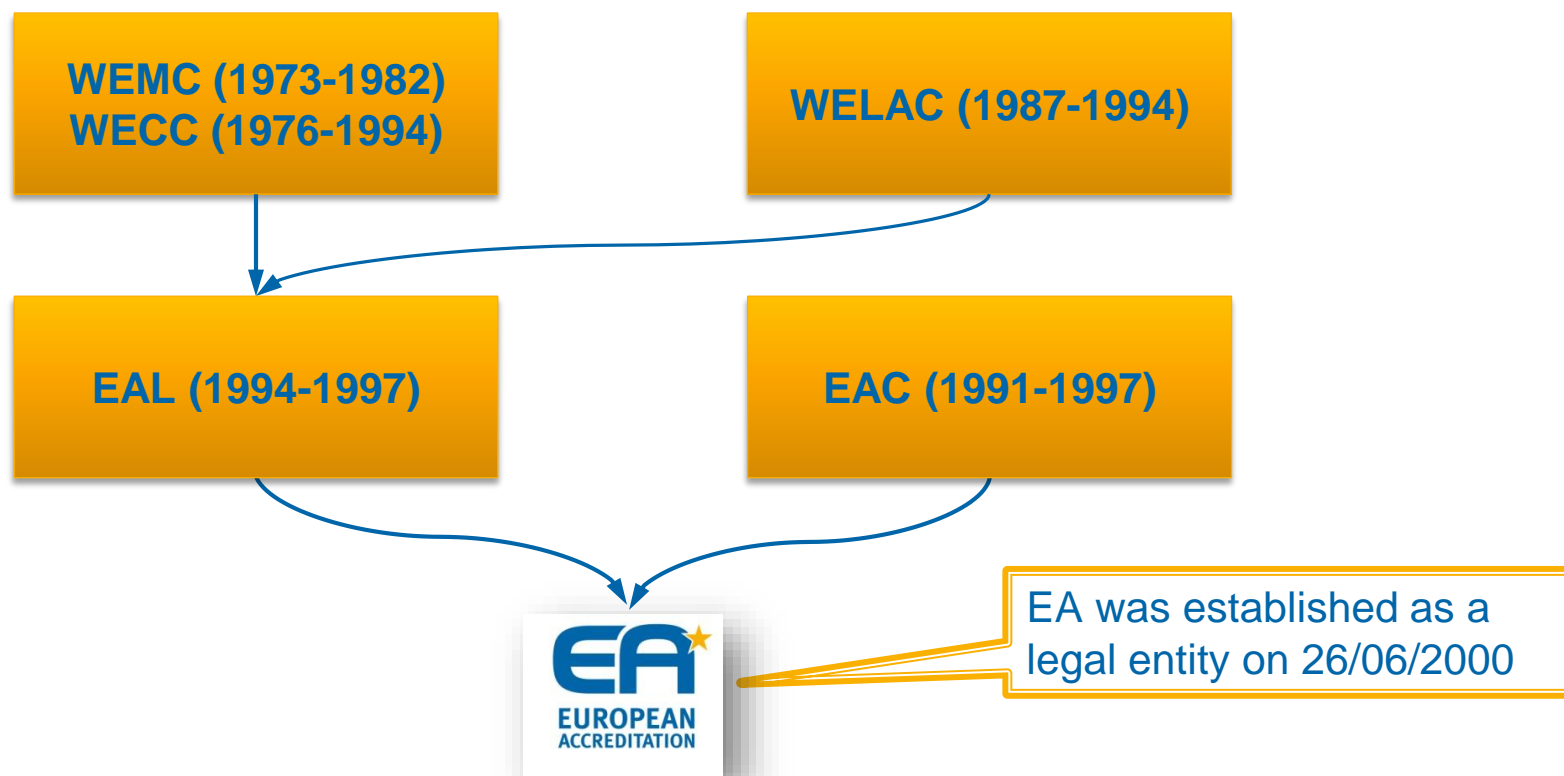 WEMC (1973-1982)
WECC (1976-1994)
WELAC (1987-1994)
EAL (1994-1997)
EAC (1991-1997)
EA
EUROPEAN
ACCREDITATION
EA was established as a
legal entity on 26/06/2000